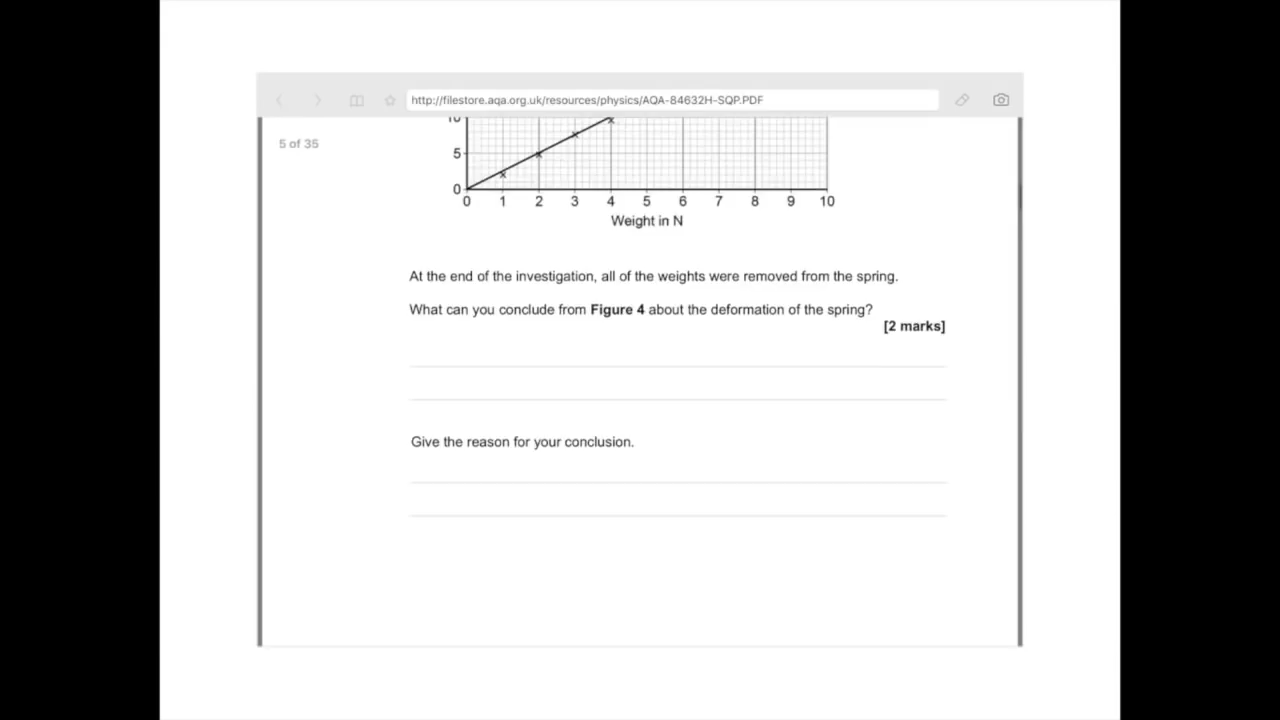 http://filestore.aqa.org.uk/resources/physics/AQA-84632H-SQP.PDF
5 of 35
10
5
0
0 1 2 3 4 5 6 7 8 9 10
Weight in N
At the end of the investigation, all of the weights were removed from the spring.
What can you conclude from Figure 4 about the deformation of the spring?
[2 marks]
Give the reason for your conclusion.